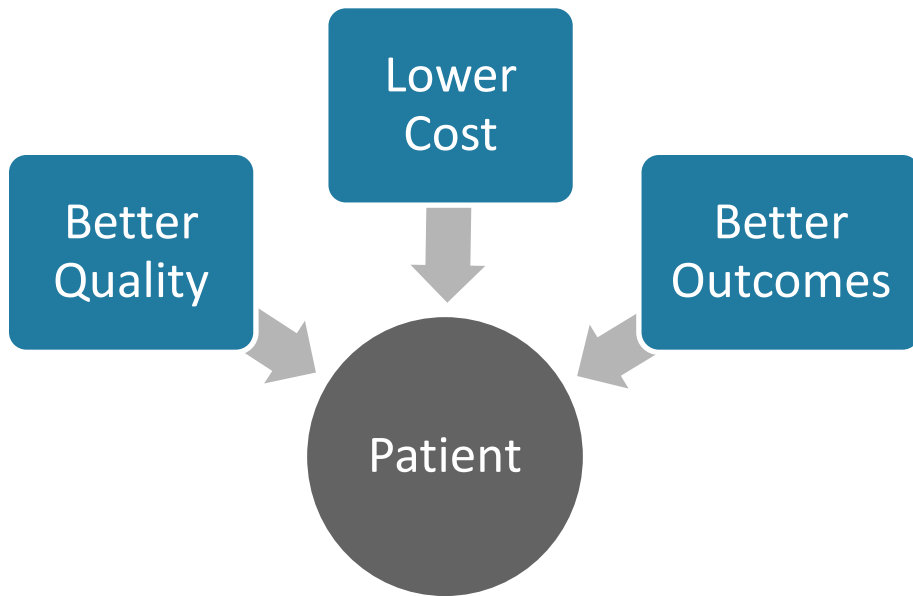 Lower
Cost
Better
Quality
Better
Outcomes
Patient